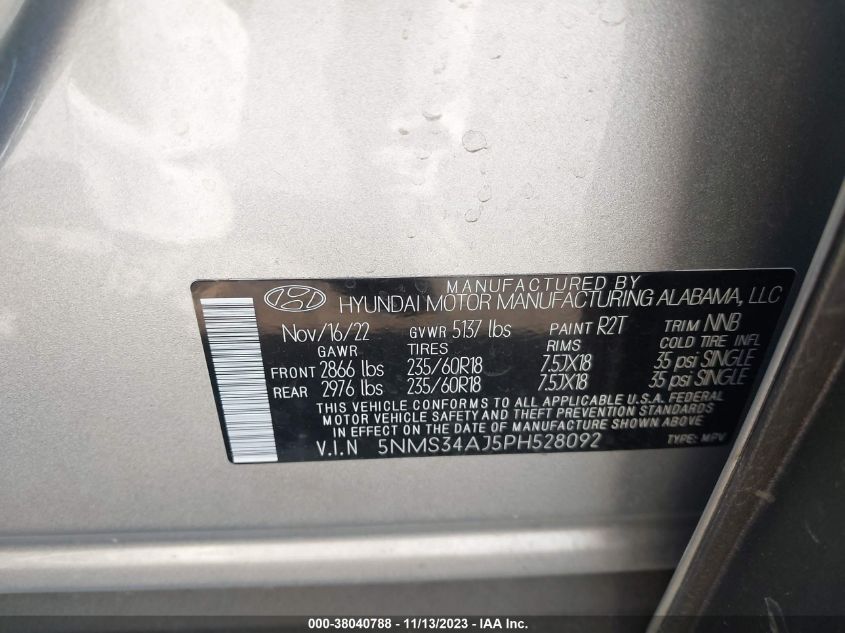 MANUFACTURED BY
HYUNDAI MOTOR MANUFACTURING ALABAMA, LLC
Nov/16/22 GVWR 5137 lbs PAINT R2T TRIM NNB
GAWR TIRES RIMS COLD TIRE INFL
FRONT 2866 lbs 235/60R18 7.5JX18 35 psi SINGLE
REAR 2976 lbs 235/60R18 7.5JX18 35 psi SINGLE
THIS VEHICLE CONFORMS TO ALL APPLICABLE U.S.A. FEDERAL
MOTOR VEHICLE SAFETY AND THEFT PREVENTION STANDARDS
IN EFFECT ON THE DATE OF MANUFACTURE SHOWN ABOVE
V.I.N 5NMS34AJ5PH528092 TYPE: MPV
000-38040788 - 11/13/2023 - IAA Inc.